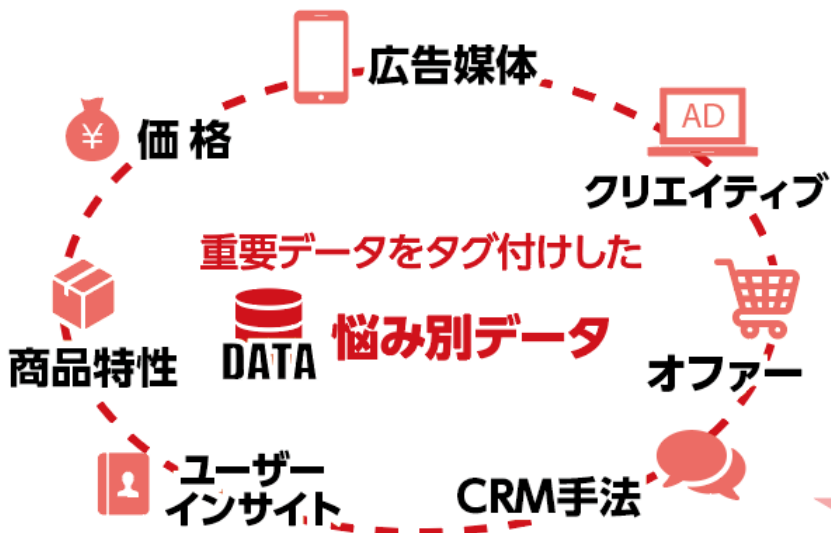 広告媒体
¥
価格
AD
クリエイティブ
重要データをタグ付けした
DATA
悩み別データ
商品特性
オファー
ユーザー
インサイト
CRM手法